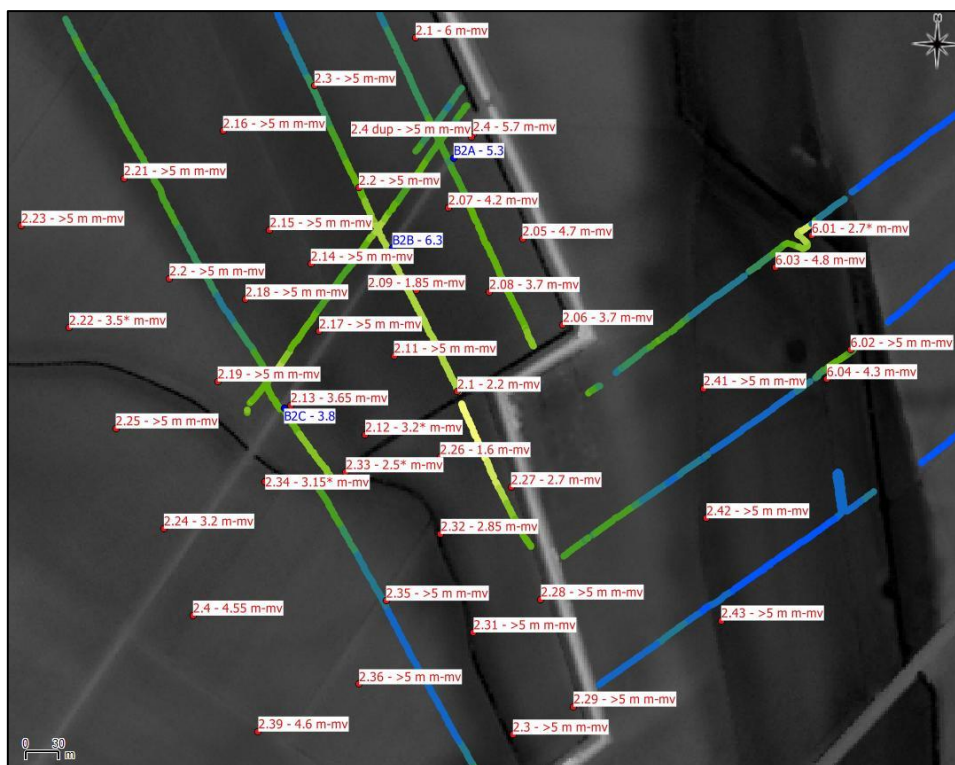 2.1 - 6 m-mv
2.3 - >5 m m-mv
2.16 - >5 m m-mv
2.4 dup - >5 m m-mv
2.4 - 5.7 m-mv
B2A - 5.3
2.21 - >5 m m-mv
2.2 - >5 m m-mv
2.07 - 4.2 m-mv
2.23 - >5 m m-mv
2.15 - >5 m m-mv
B2B - 6.3
2.05 - 4.7 m-mv
6.01 - 2.7* m-mv
2.14 - >5 m m-mv
6.03 - 4.8 m-mv
2.2 - >5 m m-mv
2.09 - 1.85 m-mv
2.08 - 3.7 m-mv
2.18 - >5 m m-mv
2.22 - 3.5* m-mv
2.17 - >5 m m-mv
2.06 - 3.7 m-mv
2.11 - >5 m m-mv
6.02 - >5 m m-mv
2.19 - >5 m m-mv
2.1 - 2.2 m-mv
2.41 - >5 m m-mv
6.04 - 4.3 m-mv
2.13 - 3.65 m-mv
B2C - 3.8
2.25 - >5 m m-mv
2.12 - 3.2* m-mv
2.26 - 1.6 m-mv
2.33 - 2.5* m-mv
2.34 - 3.15* m-mv
2.27 - 2.7 m-mv
2.24 - 3.2 m-mv
2.32 - 2.85 m-mv
2.42 - >5 m m-mv
2.35 - >5 m m-mv
2.28 - >5 m m-mv
2.4 - 4.55 m-mv
2.43 - >5 m m-mv
2.31 - >5 m m-mv
2.36 - >5 m m-mv
2.29 - >5 m m-mv
2.39 - 4.6 m-mv
2.3 - >5 m m-mv
0 30
m